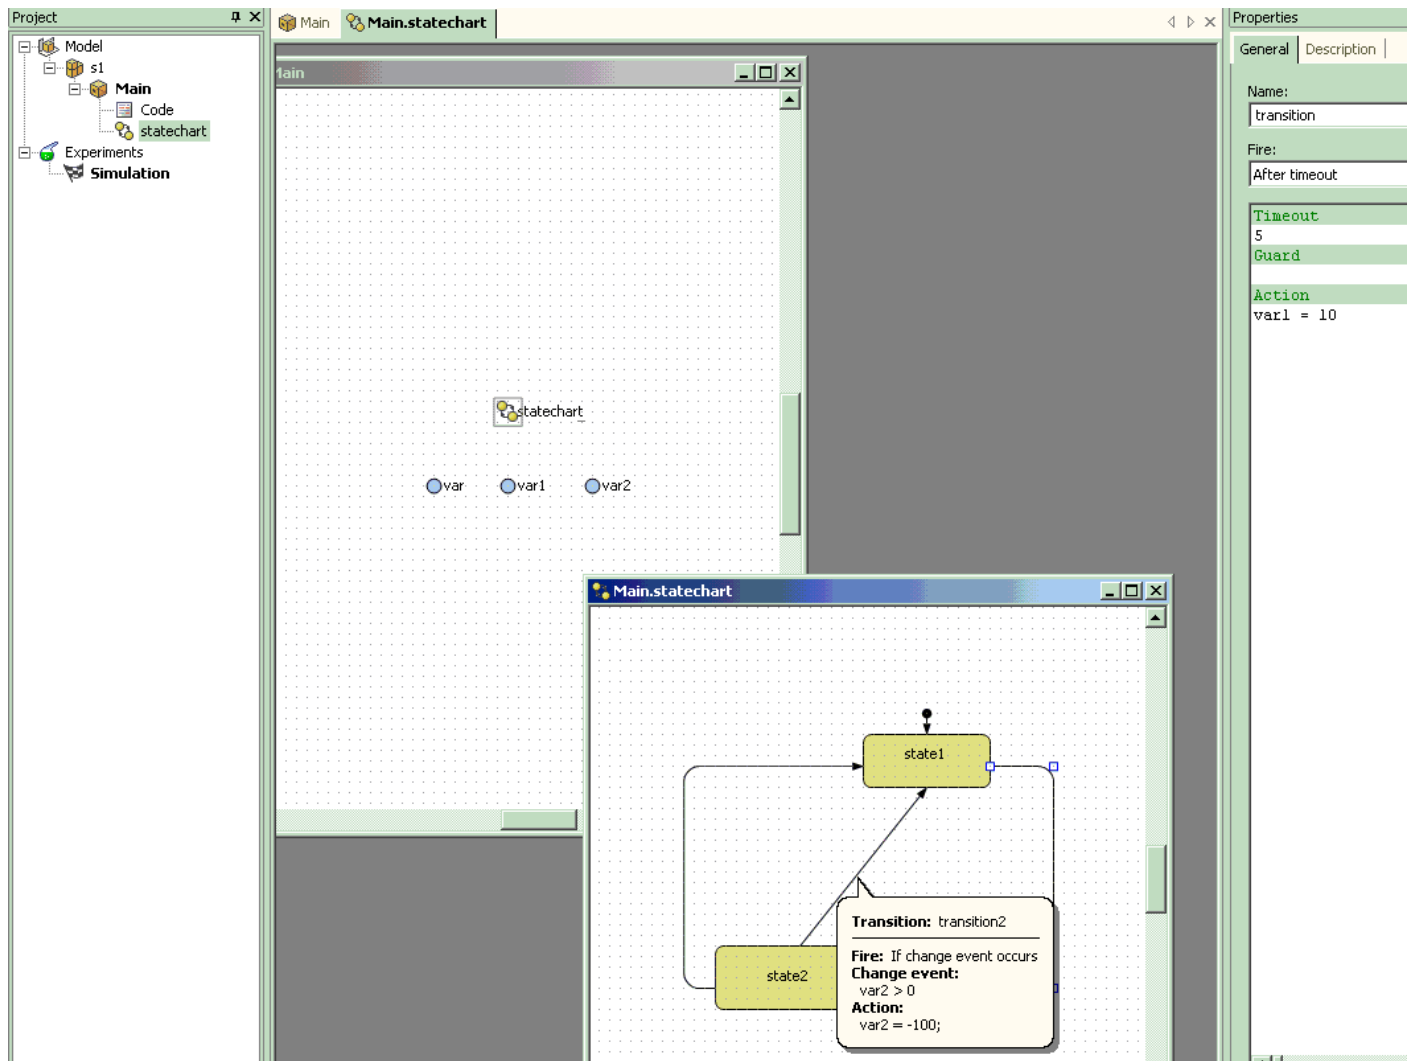 Project
Model
s1
Main
Code
statechart
Experiments
Simulation
Main
Main.statechart
Main
statechart
var
var1
var2
Main.statechart
state1
state2
Transition: transition2
Fire: If change event occurs
Change event:
var2 > 0
Action:
var2 = -100;
Properties
General
Description
Name:
transition
Fire:
After timeout
Timeout
5
Guard
Action
var1 = 10